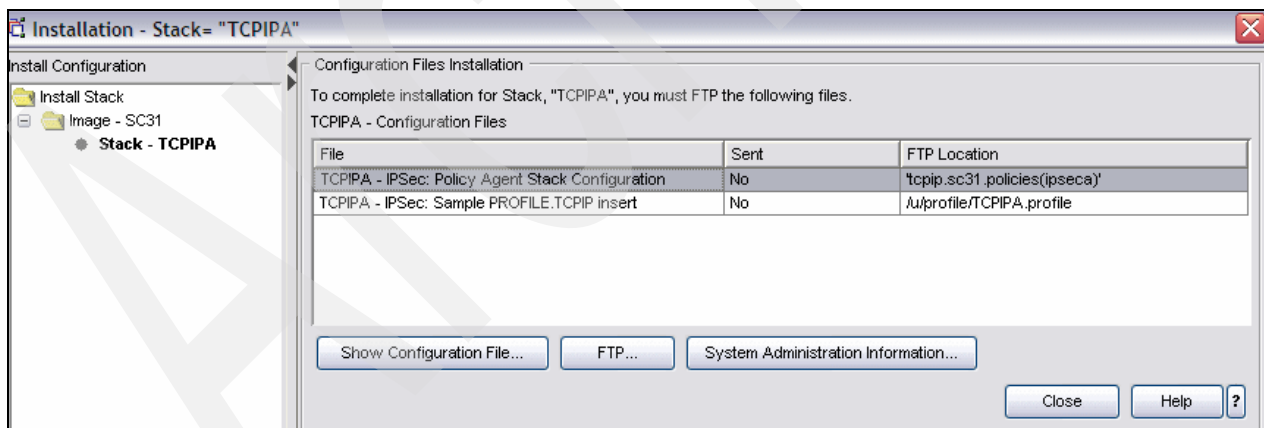 Installation - Stack= "TCPIPA"
Install Configuration
Install Stack
Image - SC31
Stack - TCPIPA
Configuration Files Installation
To complete installation for Stack, "TCPIPA", you must FTP the following files.
TCPIPA - Configuration Files
File Sent FTP Location
TCPIPA - IPSec: Policy Agent Stack Configuration No 'tcpip.sc31.policies(ipseca)'
TCPIPA - IPSec: Sample PROFILE.TCPIP insert No /u/profile/TCPIPA.profile
Show Configuration File... FTP... System Administration Information...
Close Help ?